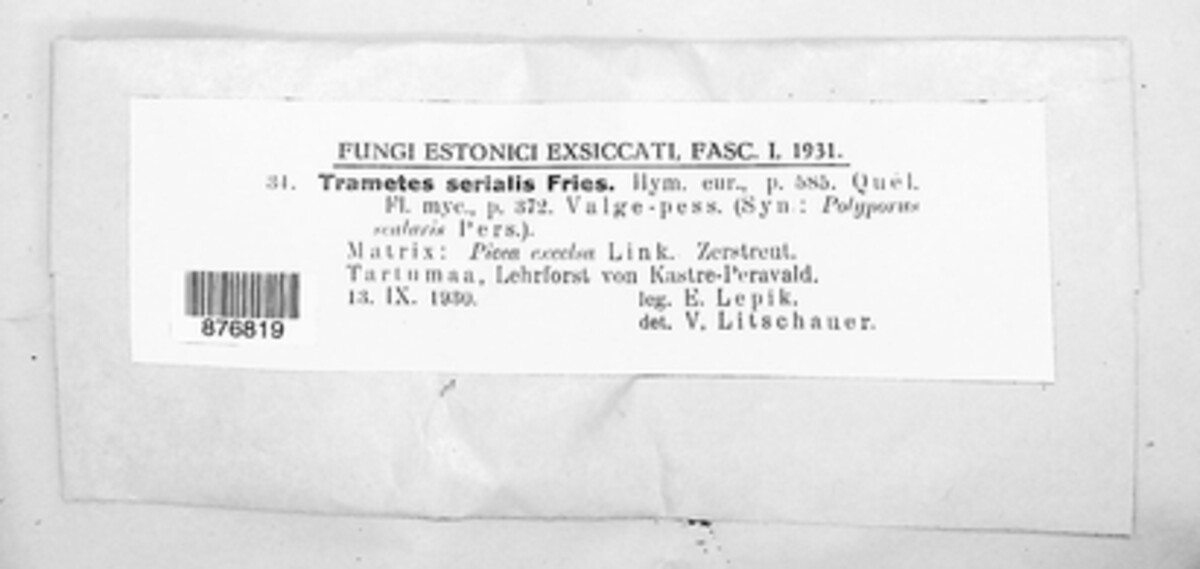 FUNGI ESTONICI EXSICCATI, FASC. I. 1931.
31. Trametes serialis Fries. Hym. eur., p. 585. Quél.
Fl. myc., p. 372. Valge-pess. (Syn.: Polyporus
scalaris Pers.).
Matrix: Picea excelsa Link. Zerstreut.
Tartumaa, Lehrforst von Kastre-Peravald.
13. IX. 1930. leg. E. Lepik.
det. V. Litschauer.
876819